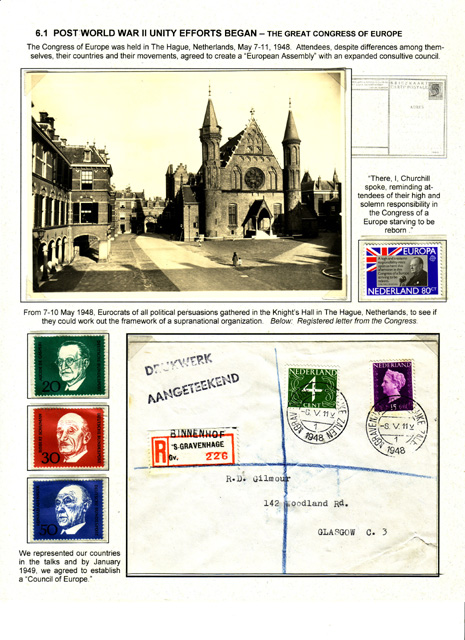 6.1 POST WORLD WAR II UNITY EFFORTS BEGAN – THE GREAT CONGRESS OF EUROPE
The Congress of Europe was held in The Hague, Netherlands, May 7-11, 1948. Attendees, despite differences among them-
selves, their countries and their movements, agreed to create a “European Assembly” with an expanded consultive council.
“There, I, Churchill
spoke, reminding at-
tendees of their high and
solemn responsibility in
the Congress of a
Europe starving to be
reborn .”
EUROPA
NEDERLAND 80
From 7-10 May 1948, Eurocrats of all political persuasions gathered in the Knight's Hall in The Hague, Netherlands, to see if
they could work out the framework of a supranational organization. Below: Registered letter from the Congress.
20
30
50
DRUKWERK
AANGETEEKEND
NEDERLAND
4
CENT
NEDERLAND
15
-8.V.11V
1
1948
-8.V.11V
1
1948
R
BINNENHOF
'S-GRAVENHAGE
Gv. 226
R.D. Gilmour
142 Woodland Rd.
GLASGOW C. 3
We represented our countries
in the talks and by January
1949, we agreed to establish
a “Council of Europe.”